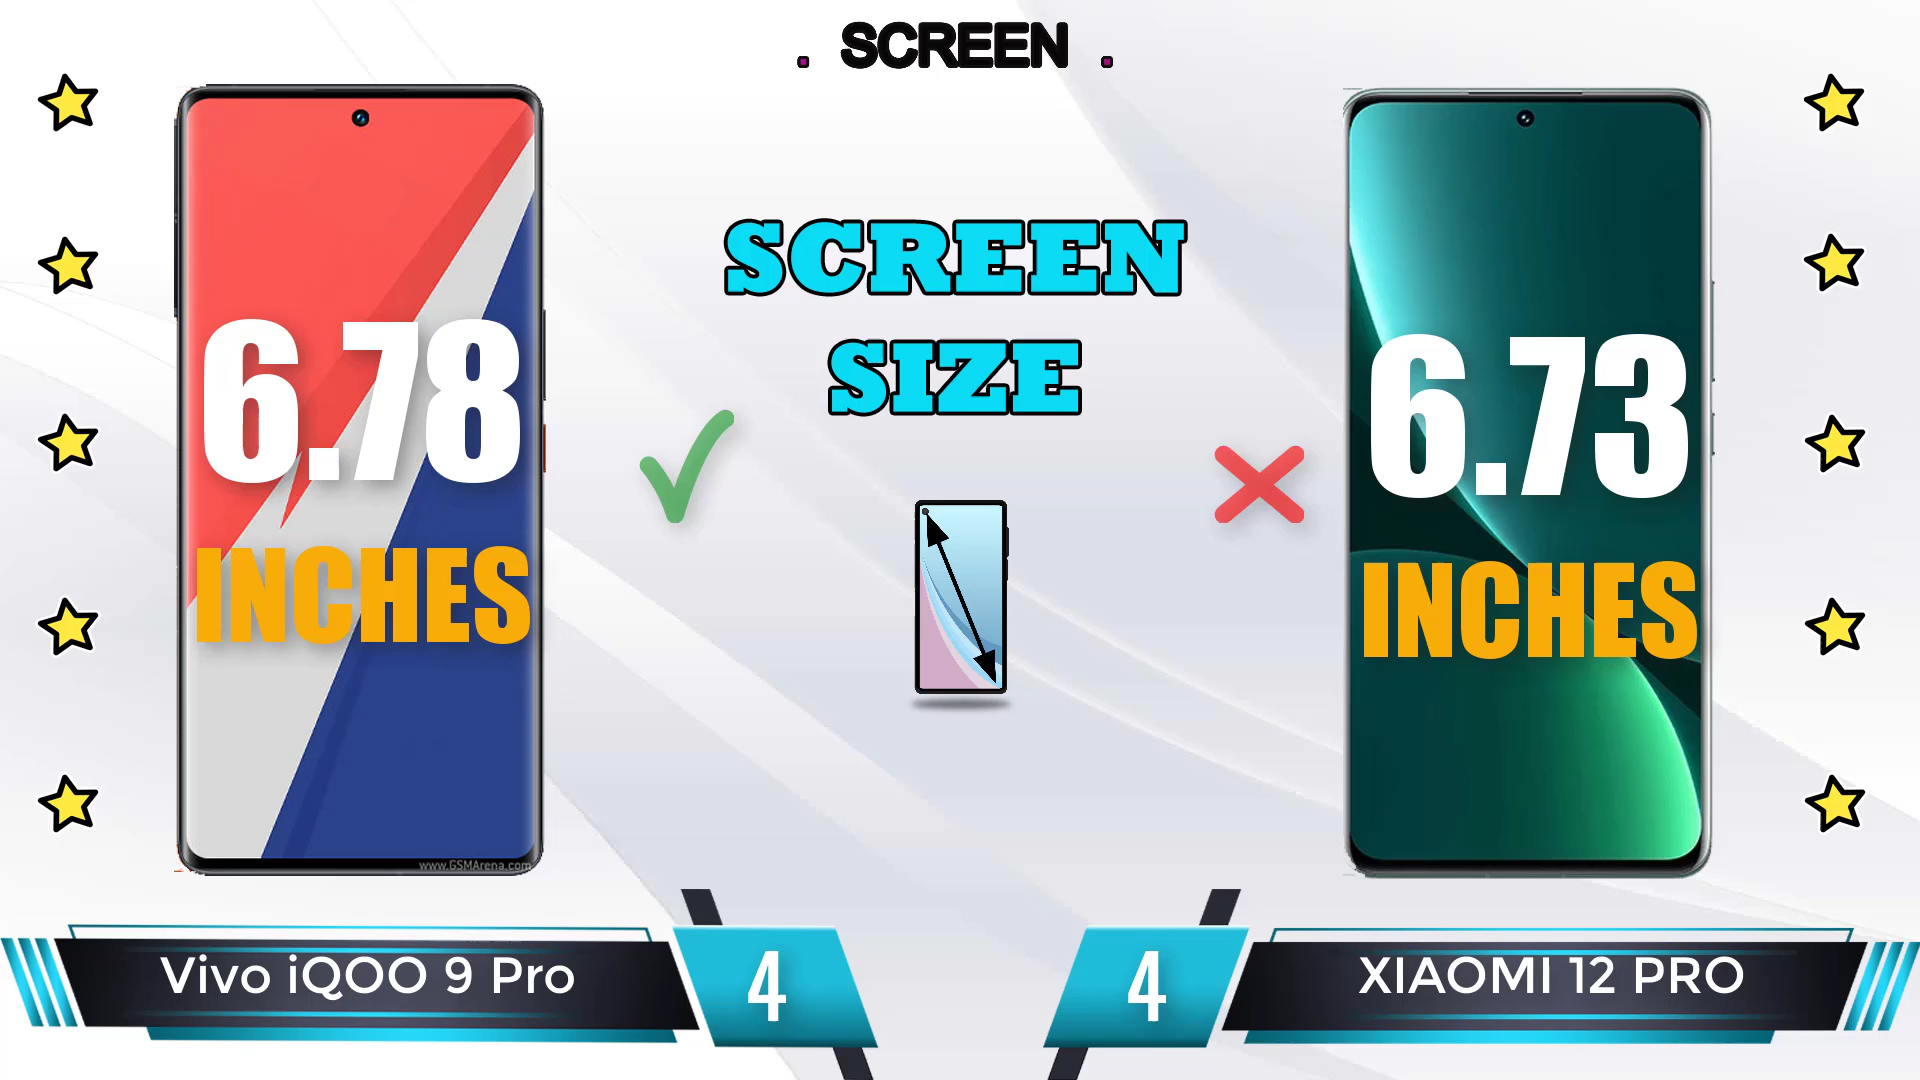 . SCREEN .
SCREEN
SIZE
6.78
INCHES
6.73
INCHES
www.GSMArena.com
Vivo iQOO 9 Pro
4
4
XIAOMI 12 PRO